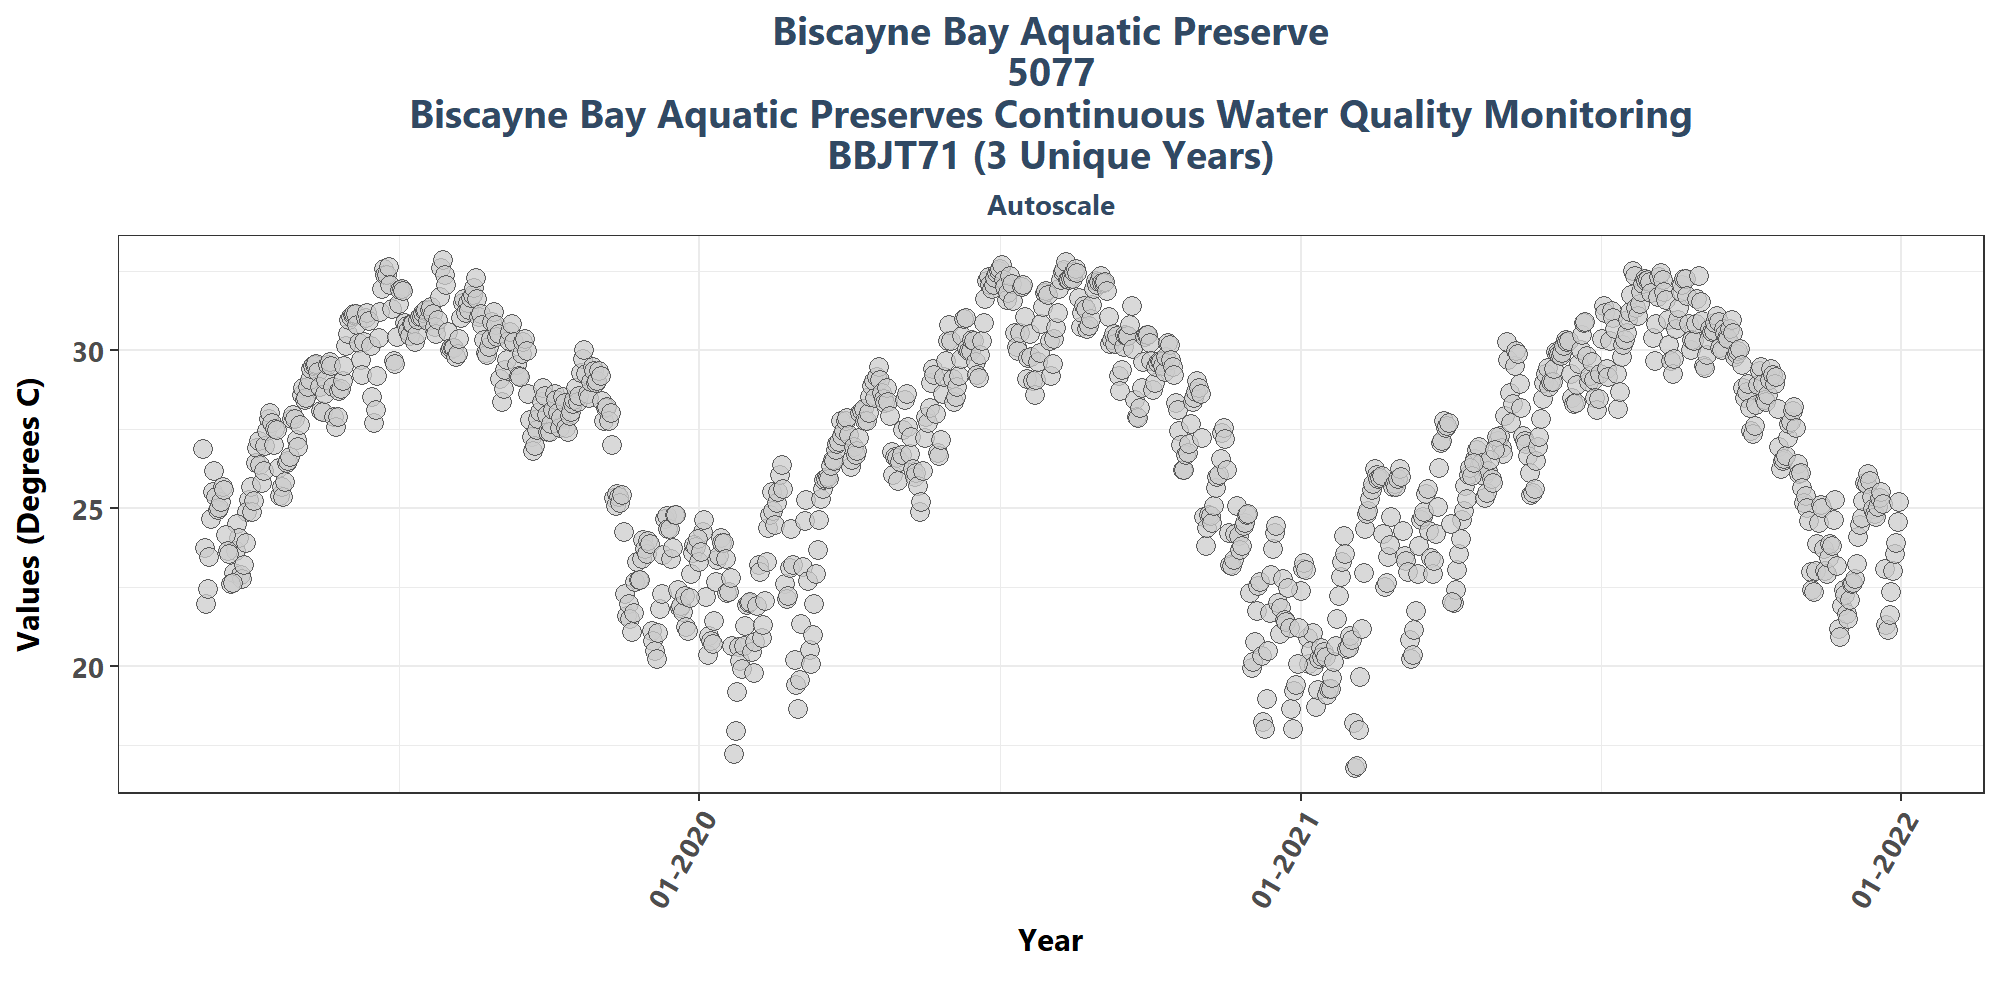 Biscayne Bay Aquatic Preserve
5077
Biscayne Bay Aquatic Preserves Continuous Water Quality Monitoring
BBJT71 (3 Unique Years)
Autoscale
Values (Degrees C)
30
25
20
01-2020
01-2021
01-2022
Year